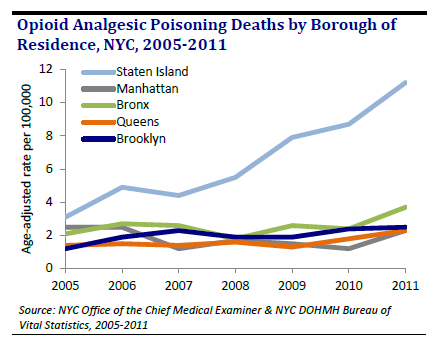 Opioid Analgesic Poisoning Deaths by Borough of
Residence, NYC, 2005-2011
Age-adjusted rate per 100,000
12
10
8
6
4
2
0
Staten Island
Manhattan
Bronx
Queens
Brooklyn
2005 2006 2007 2008 2009 2010 2011
Source: NYC Office of the Chief Medical Examiner & NYC DOHMH Bureau of
Vital Statistics, 2005-2011